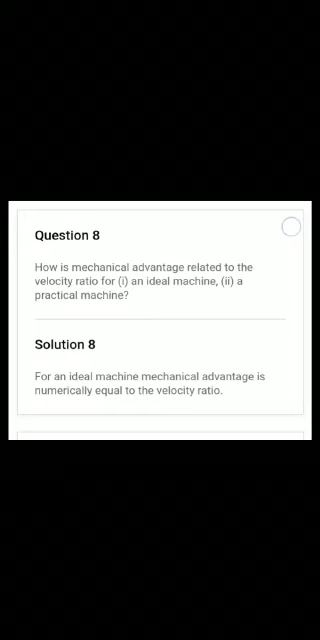 Question 8
How is mechanical advantage related to the
velocity ratio for (i) an ideal machine, (ii) a
practical machine?
Solution 8
For an ideal machine mechanical advantage is
numerically equal to the velocity ratio.